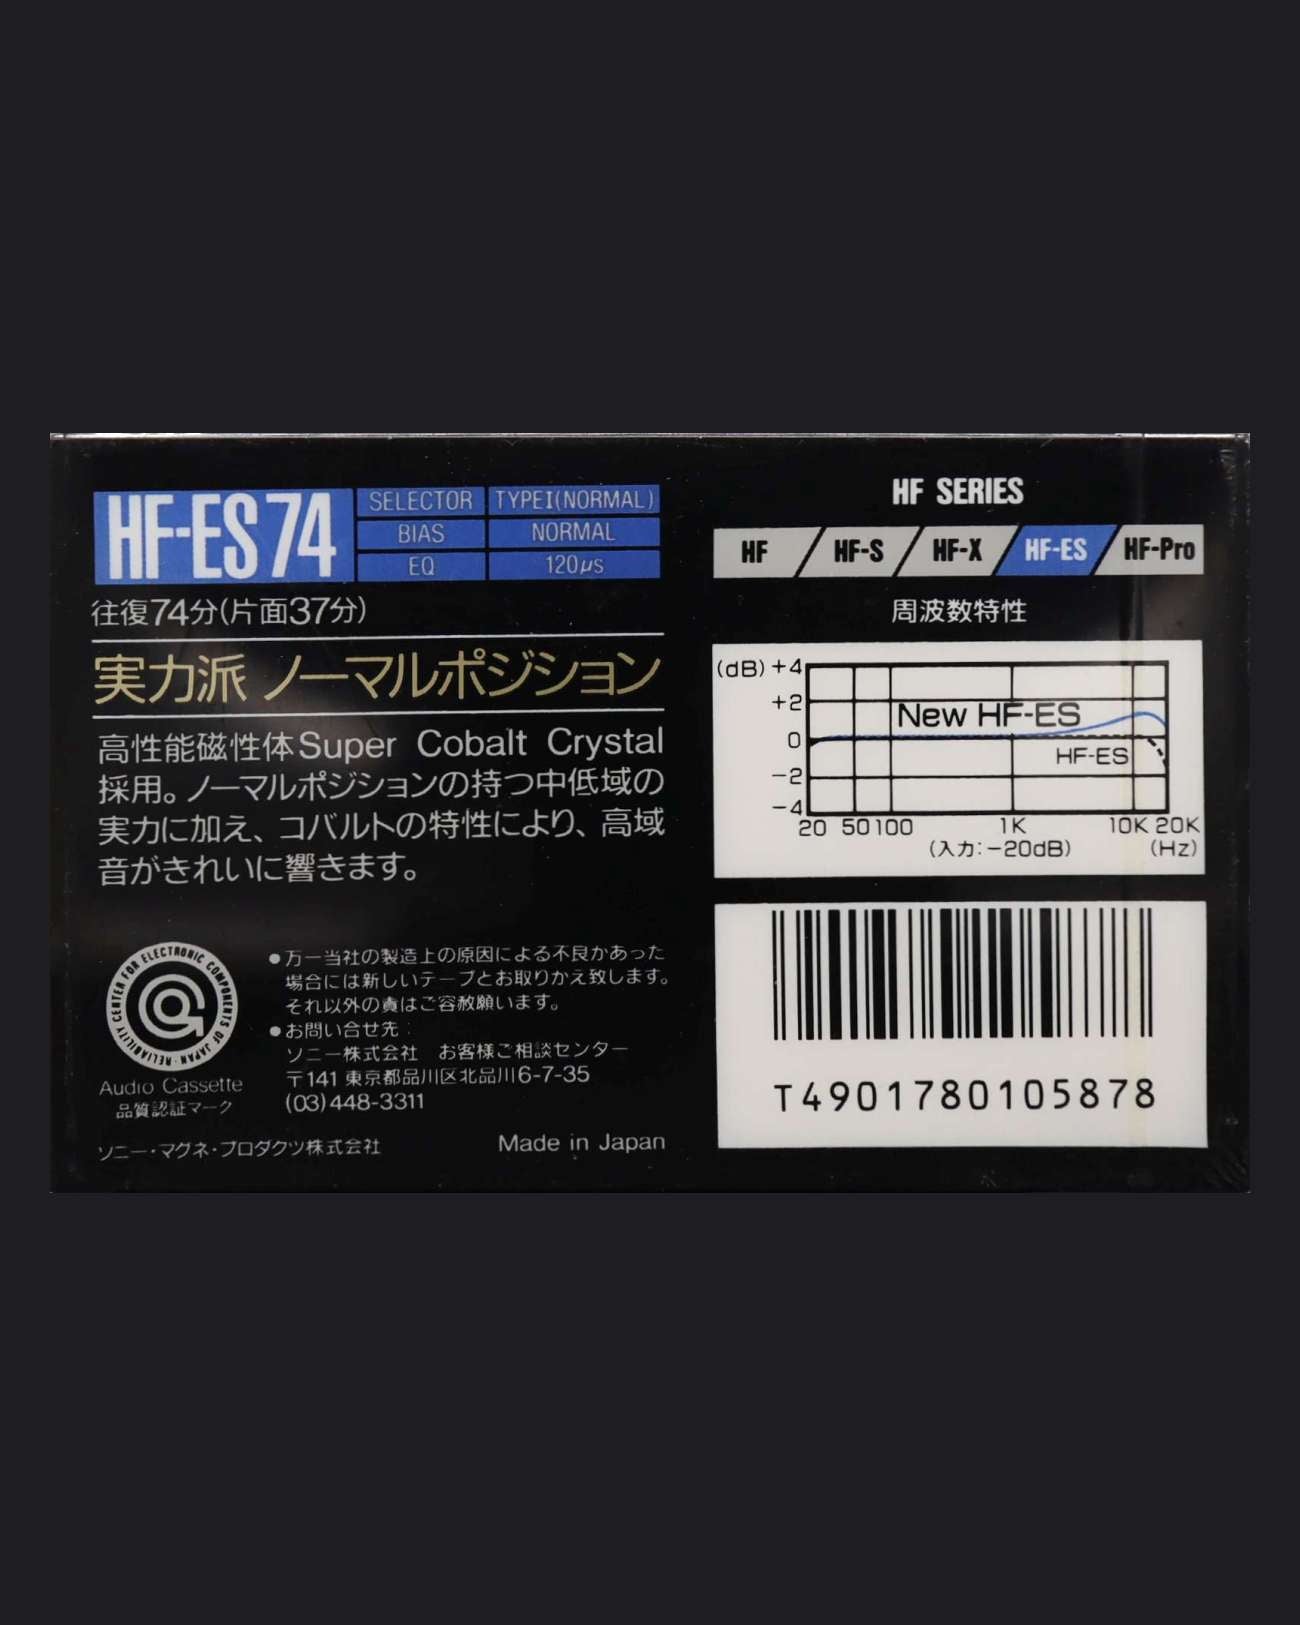 HF-ES 74
SELECTOR TYPEI(NORMAL)
BIAS NORMAL
EQ 120μs
往復74分(片面37分)
実力派 ノーマルポジション
高性能磁性体Super Cobalt Crystal
採用。ノーマルポジションの持つ中低域の
実力に加え、コバルトの特性により、高域
音がきれいに響きます。
RELIABILITY CENTER FOR ELECTRONIC COMPONENTS OF JAPAN
Audio Cassette
品質認証マーク
●万一当社の製造上の原因による不良があった
場合には新しいテープとお取りかえ致します。
それ以外の責はご容赦願います。
●お問い合せ先:
ソニー株式会社 お客様ご相談センター
〒141 東京都品川区北品川6-7-35
(03)448-3311
ソニー・マグネ・プロダクツ株式会社
Made in Japan
HF SERIES
HF HF-S HF-X HF-ES HF-Pro
周波数特性
(dB) +4
+2
0
-2
-4
New HF-ES
HF-ES
20 50 100 1K 10K 20K
(入力:-20dB) (Hz)
T4901780105878